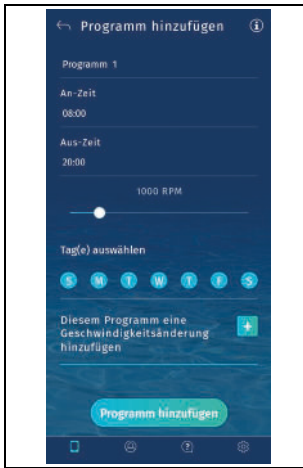 Programm hinzufügen
Programm 1
An-Zeit
08:00
Aus-Zeit
20:00
1000 RPM
Tag(e) auswählen
S M T W T F S
Diesem Programm eine
Geschwindigkeitsänderung
hinzufügen
Programm hinzufügen